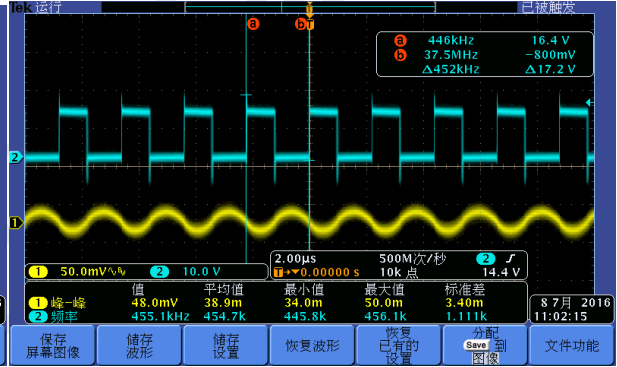 Tek 运行 已被触发
a b T
a 446kHz 16.4 V
b 37.5MHz −800mV
Δ452kHz Δ17.2 V
2
1
1 50.0mV 2 10.0 V
2.00μs 500M次/秒 2
T→▼0.00000 s 10k 点 14.4 V
值 平均值 最小值 最大值 标准差
1 峰-峰 48.0mV 38.9m 34.0m 50.0m 3.40m
2 频率 455.1kHz 454.7k 445.8k 456.1k 1.111k
8 7月 2016
11:02:15
保存
屏幕图像
储存
波形
储存
设置
恢复波形
恢复
已有的
设置
分配
Save 到
图像
文件功能